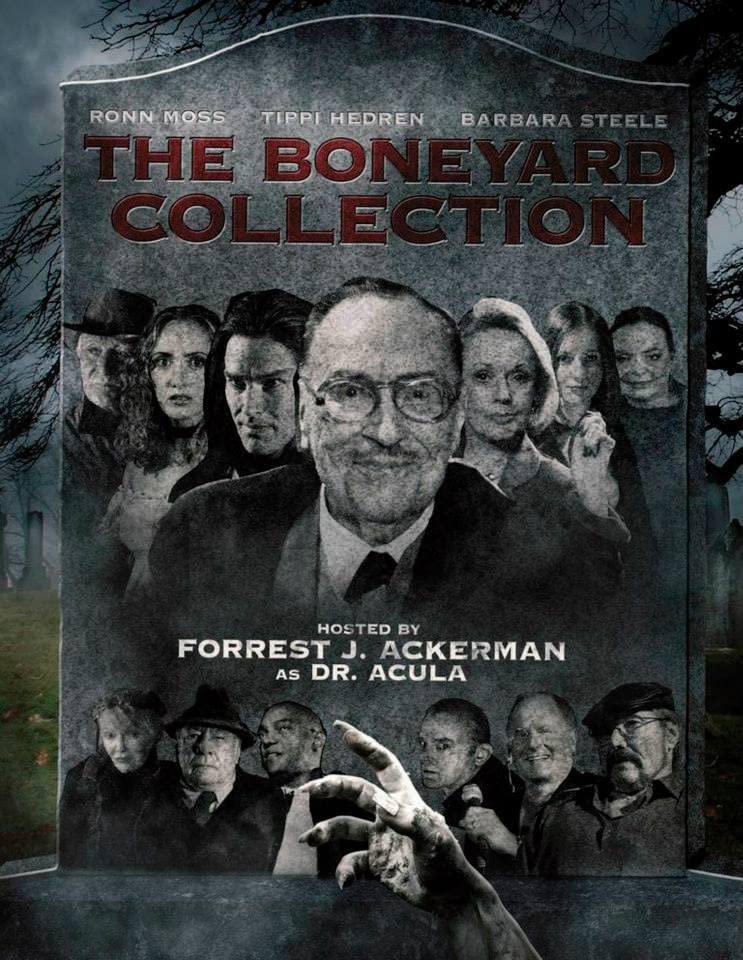 RONN MOSS TIPPI HEDREN BARBARA STEELE
THE BONEYARD
COLLECTION
HOSTED BY
FORREST J. ACKERMAN
AS DR. ACULA